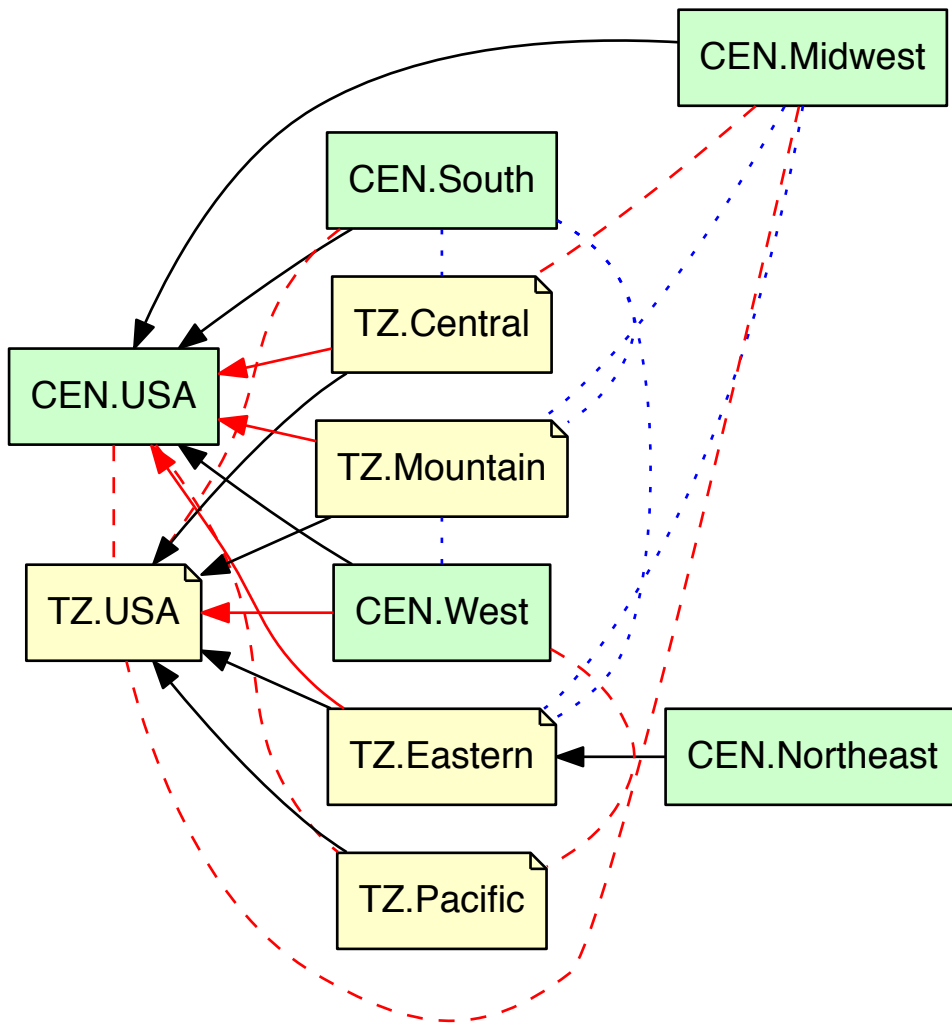 CEN.Midwest
CEN.South
TZ.Central
CEN.USA
TZ.Mountain
TZ.USA
CEN.West
TZ.Eastern
CEN.Northeast
TZ.Pacific